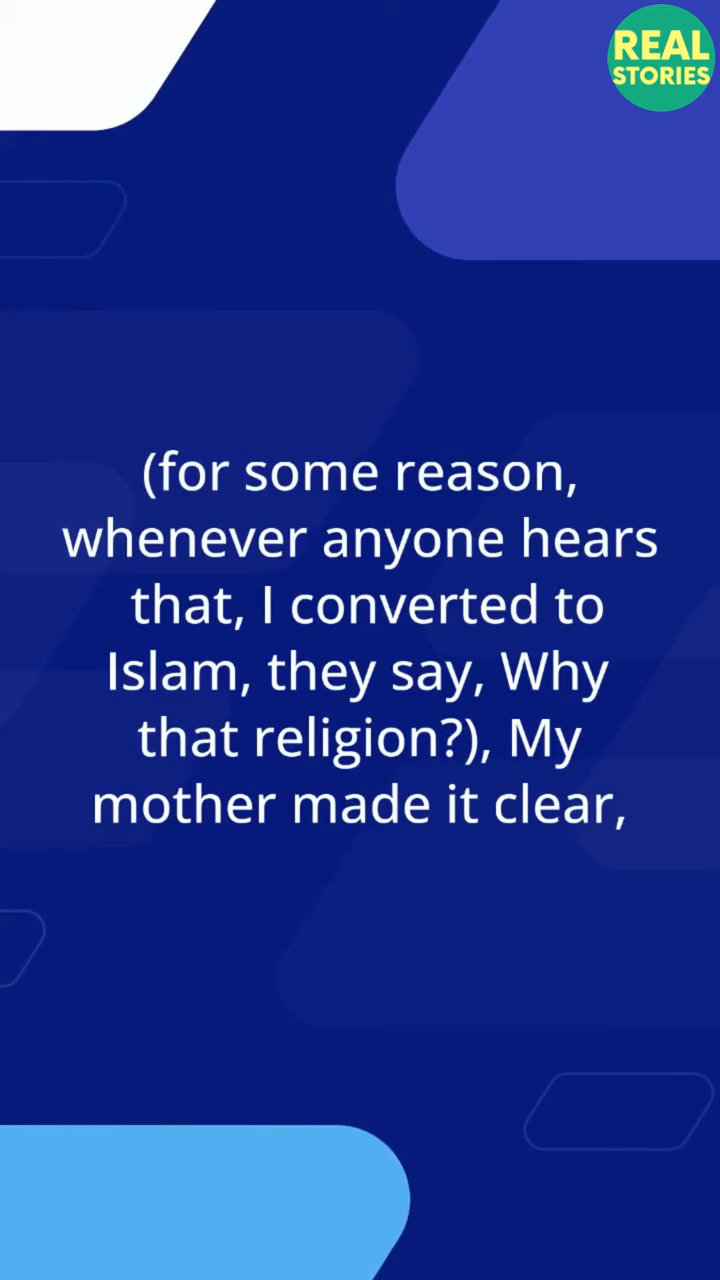 REAL
STORIES
(for some reason,
whenever anyone hears
that, I converted to
Islam, they say, Why
that religion?), My
mother made it clear,